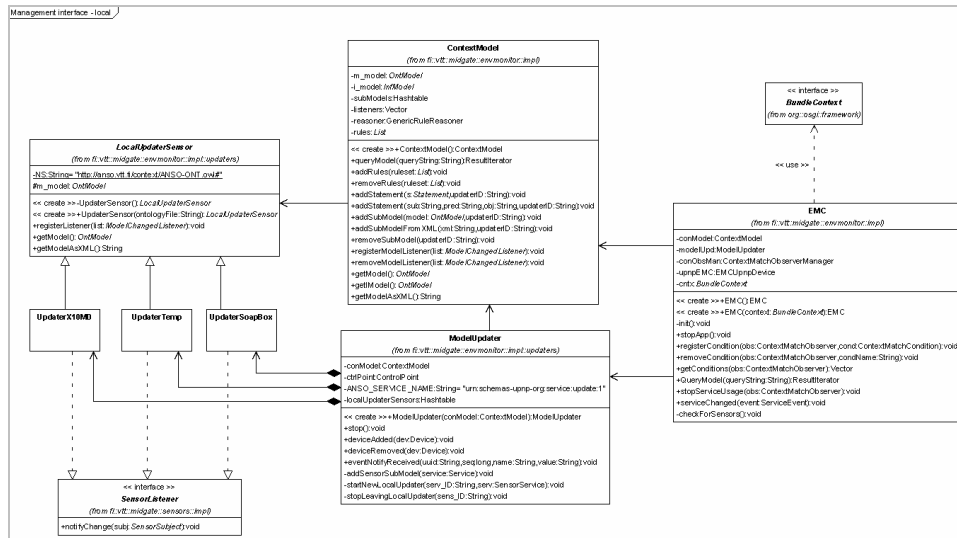 Management interface - local
ContextModel
(from fi::vtt::midgate::envmonitor::impl)
-m_model:OntModel
-i_model:InfModel
-subModels:Hashtable
-listeners:Vector
-reasoner:GenericRuleReasoner
-rules:List
<< create >>+ContextModel():ContextModel
+queryModel(queryString:String):ResultIterator
+addRules(ruleset:List):void
+removeRules(ruleset:List):void
+addStatement(s:Statement,updaterID:String):void
+addStatement(sub:String,pred:String,obj:String,updaterID:String):void
+addSubModel(model:OntModel,updaterID:String):void
+addSubModelFromXML(xml:String,updaterID:String):void
+removeSubModel(updaterID:String):void
+registerModelListener(list:ModelChangedListener):void
+removeModelListener(list:ModelChangedListener):void
+getModel():OntModel
+getIModel():OntModel
+getModelAsXML():String
<< interface >>
BundleContext
(from org::osgi::framework)
<< use >>
LocalUpdaterSensor
(from fi::vtt::midgate::envmonitor::impl::updaters)
-NS:String= "http://anso.vtt.fi/context/ANSO-ONT.owl#"
#m_model:OntModel
<< create >>-UpdaterSensor():LocalUpdaterSensor
<< create >>+UpdaterSensor(ontologyFile:String):LocalUpdaterSensor
+registerListener(list:ModelChangedListener):void
+getModel():OntModel
+getModelAsXML():String
EMC
(from fi::vtt::midgate::envmonitor::impl)
-conModel:ContextModel
-modelUpd:ModelUpdater
-conObsMan:ContextMatchObserverManager
-upnpEMC:EMCUpnpDevice
-cntx:BundleContext
<< create >>+EMC():EMC
<< create >>+EMC(context:BundleContext):EMC
-init():void
+stopApp():void
+registerCondition(obs:ContextMatchObserver,cond:ContextMatchCondition):void
+removeCondition(obs:ContextMatchObserver,condName:String):void
+getConditions(obs:ContextMatchObserver):Vector
+QueryModel(queryString:String):ResultIterator
+stopServiceUsage(obs:ContextMatchObserver):void
+serviceChanged(event:ServiceEvent):void
-checkForSensors():void
UpdaterX10MB
UpdaterTemp
UpdaterSoapBox
ModelUpdater
(from fi::vtt::midgate::envmonitor::impl::updaters)
-conModel:ContextModel
-ctrlPoint:ControlPoint
-ANSO_SERVICE_NAME:String= "urn:schemas-upnp-org:service:update:1"
-localUpdaterSensors:Hashtable
<< create >>+ModelUpdater(conModel:ContextModel):ModelUpdater
+stop():void
+deviceAdded(dev:Device):void
+deviceRemoved(dev:Device):void
+eventNotifyReceived(uuid:String,seq:long,name:String,value:String):void
-addSensorSubModel(service:Service):void
-startNewLocalUpdater(serv_ID:String,serv:SensorService):void
-stopLeavingLocalUpdater(sens_ID:String):void
<< interface >>
SensorListener
(from fi::vtt::midgate::sensors::impl)
+notifyChange(subj:SensorSubject):void